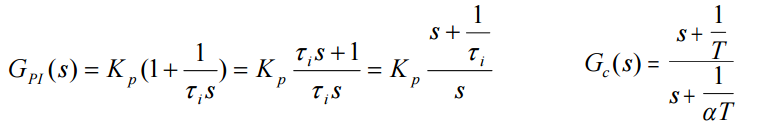 G_{PI}(s) = K_p(1 + \frac{1}{\tau_i s}) = K_p \frac{\tau_i s + 1}{\tau_i s} = K_p \frac{s + \frac{1}{\tau_i}}{s}
G_c(s) = \frac{s + \frac{1}{T}}{s + \frac{1}{\alpha T}}